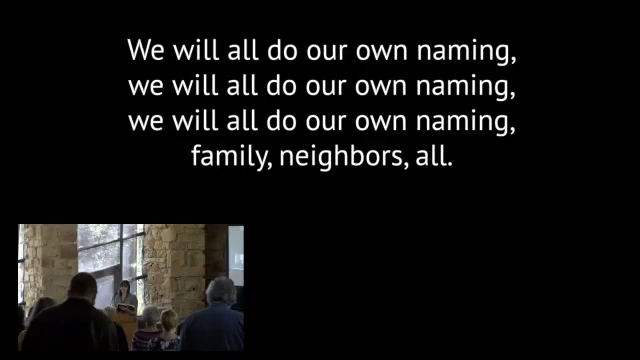 We will all do our own naming,
we will all do our own naming,
we will all do our own naming,
family, neighbors, all.